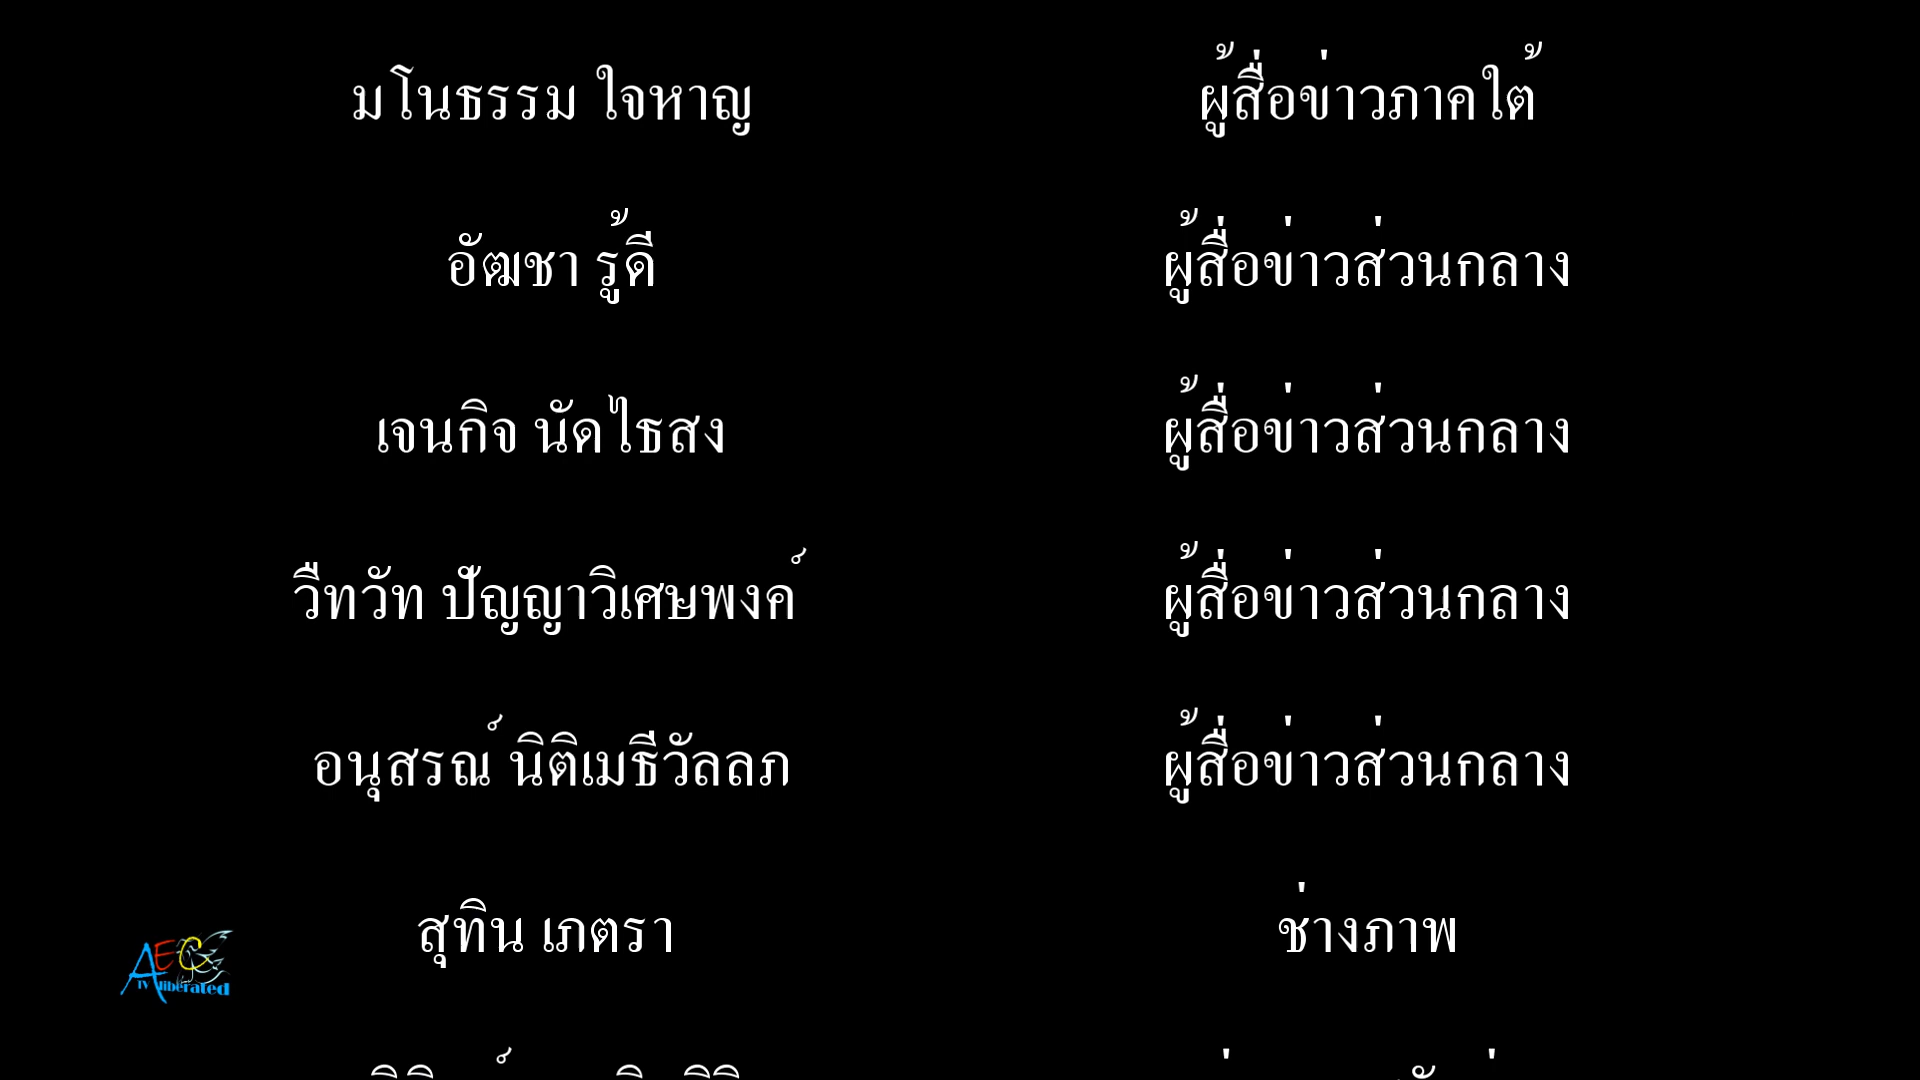 มโนธรรม ใจหาญ ผู้สื่อข่าวภาคใต้
อัฒชา รู้ดี ผู้สื่อข่าวส่วนกลาง
เจนกิจ นัดไธสง ผู้สื่อข่าวส่วนกลาง
วืทวัท ปัญญาวิเศษพงค์ ผู้สื่อข่าวส่วนกลาง
อนุสรณ์ นิติเมธีวัลลภ ผู้สื่อข่าวส่วนกลาง
สุทิน เภตรา ช่างภาพ
AEC
TV liberated